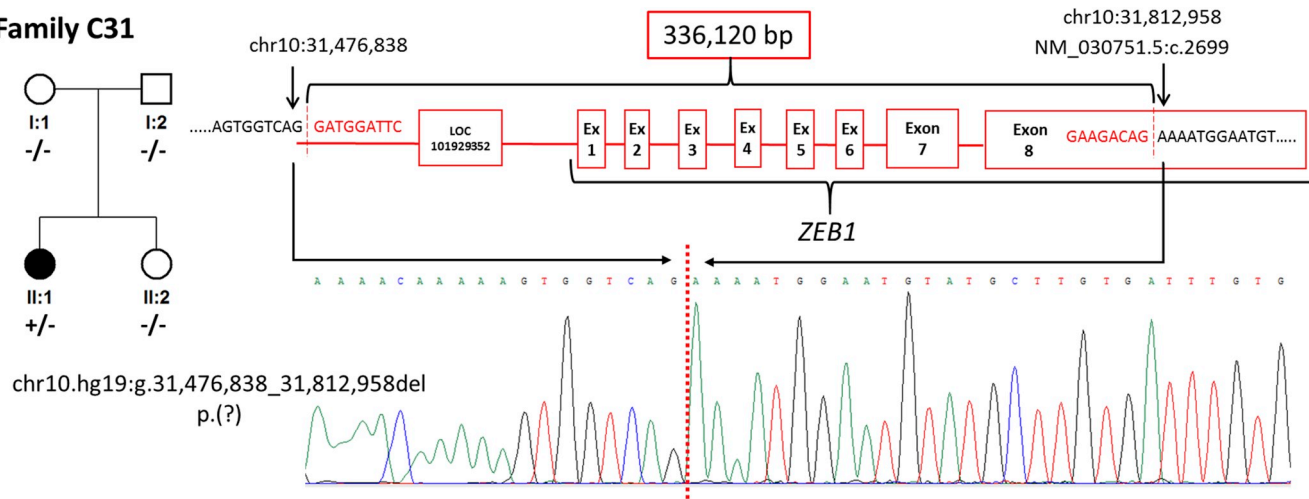 Family C31
I:1
-/-
I:2
-/-
II:1
+/-
II:2
-/-
chr10.hg19:g.31,476,838_31,812,958del
p.(?)
chr10:31,476,838
336,120 bp
chr10:31,812,958
NM_030751.5:c.2699
.....AGTGGTCAG GATGGATTC
LOC
101929352
Ex
1
Ex
2
Ex
3
Ex
4
Ex
5
Ex
6
Exon
7
Exon
8
GAAGACAG AAAATGGAATGT.....
ZEB1
A A A A C A A A A A G T G G T C A G A A A A T G G A A T G T A T G C T T G T G A T T T G T G